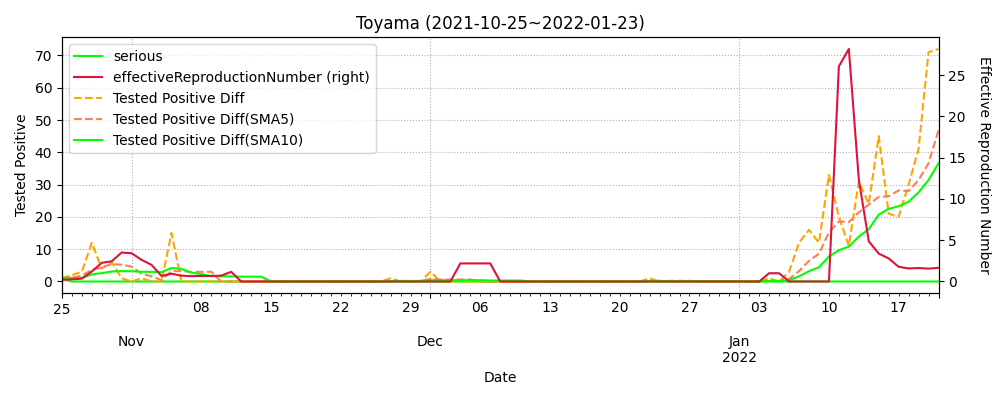 Toyama (2021-10-25~2022-01-23)
serious
effectiveReproductionNumber (right)
Tested Positive Diff
Tested Positive Diff(SMA5)
Tested Positive Diff(SMA10)
Tested Positive
70
60
50
40
30
20
10
0
Effective Reproduction Number
25
20
15
10
5
0
25 08 15 22 29 06 13 20 27 03 10 17
Nov Dec Jan
2022
Date